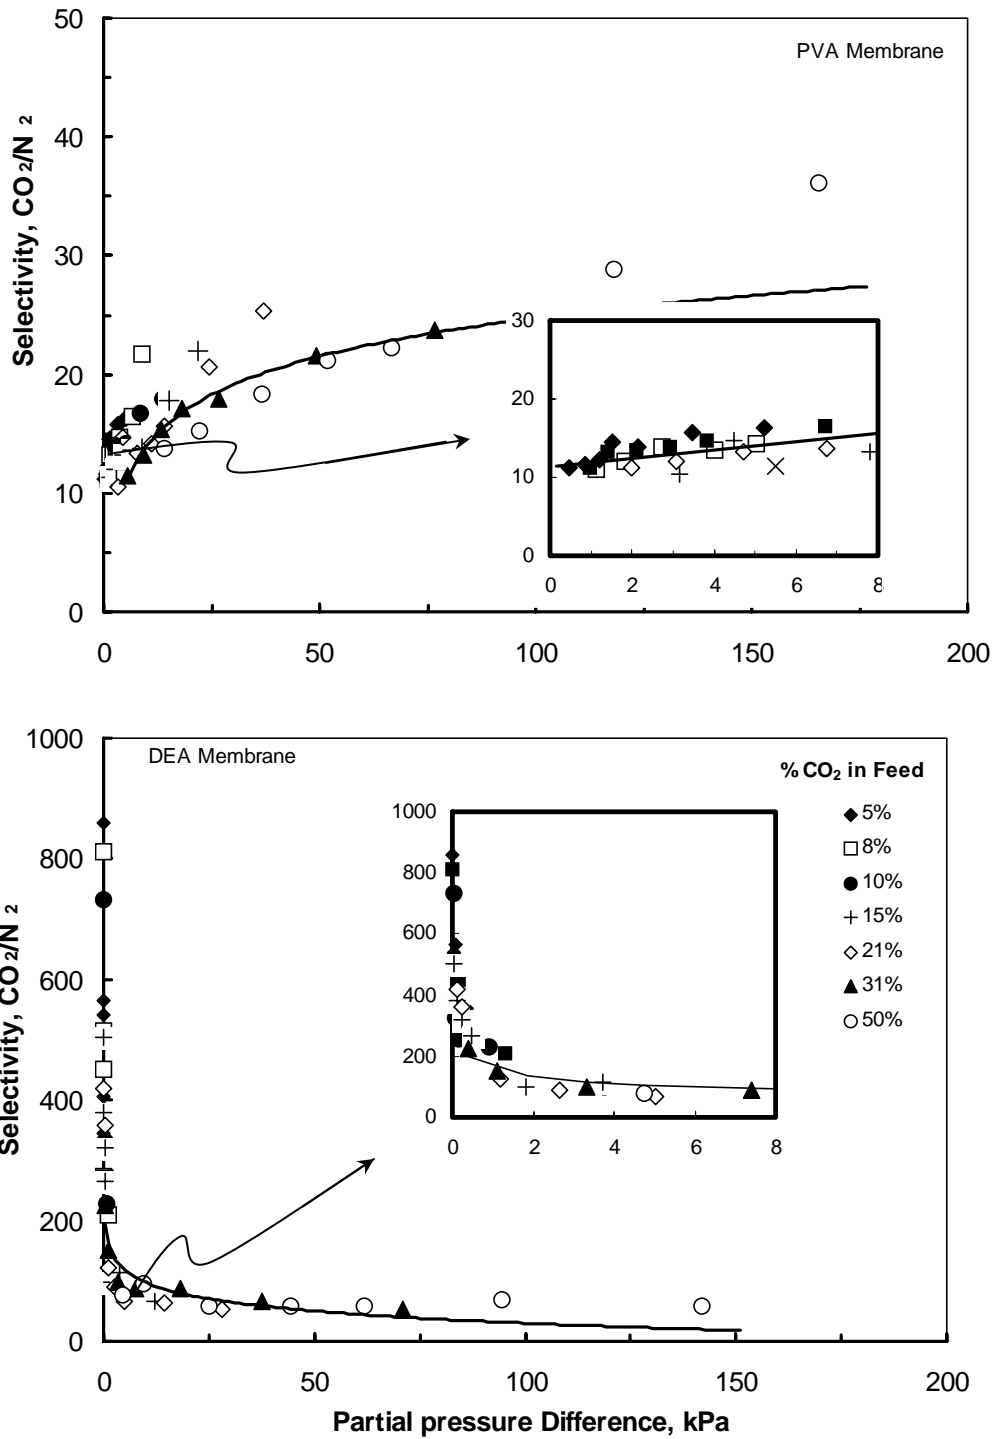 50
PVA Membrane
40
30
20
10
0
Selectivity, CO2/N 2
30
20
10
0
0 2 4 6 8
0 50 100 150 200
1000
DEA Membrane
% CO2 in Feed
5%
8%
10%
15%
21%
31%
50%
800
600
400
200
0
Selectivity, CO2/N 2
1000
800
600
400
200
0
0 2 4 6 8
0 50 100 150 200
Partial pressure Difference, kPa